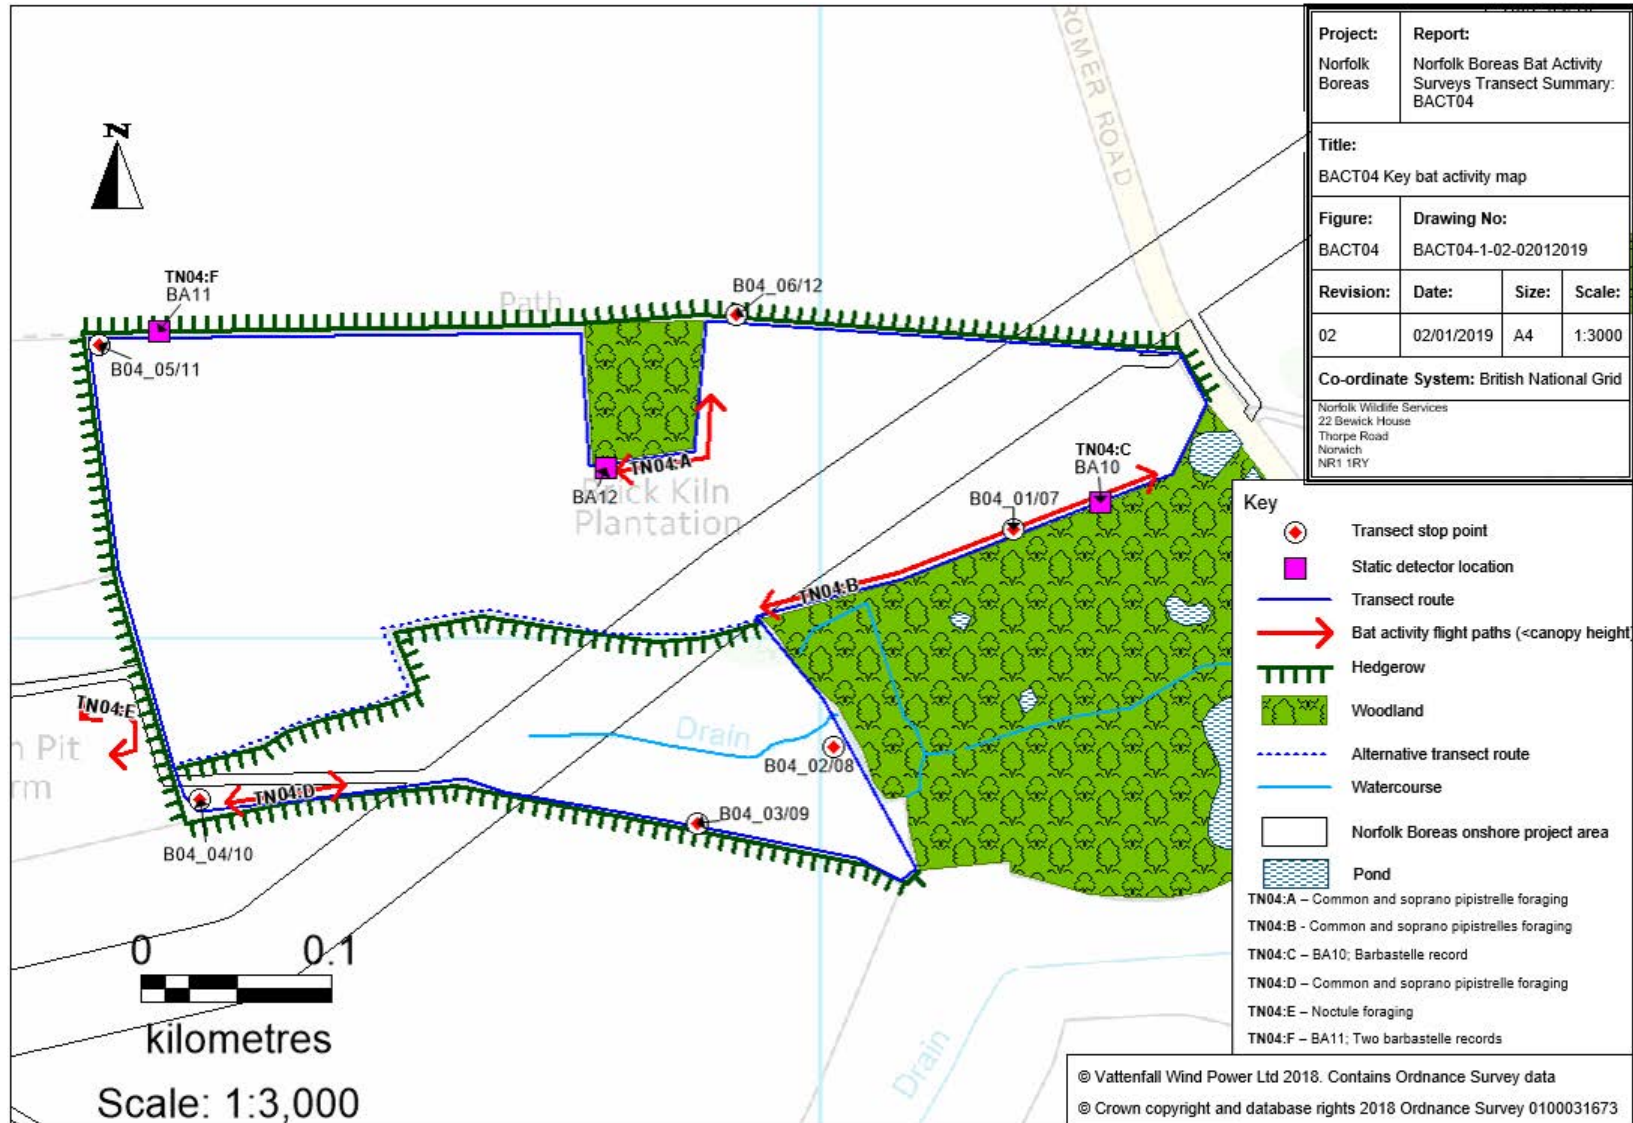 Project:
Report:
Norfolk
Boreas
Norfolk Boreas Bat Activity
Surveys Transect Summary:
BACT04
Title:
BACT04 Key bat activity map
Figure:
Drawing No:
BACT04
BACT04-1-02-02012019
Revision:
Date:
Size:
Scale:
02
02/01/2019
A4
1:3000
Co-ordinate System: British National Grid
Norfolk Wildlife Services
22 Bewick House
Thorpe Road
Norwich
NR1 1RY
N
ROMER ROAD
TN04:F
BA11
Path
B04_06/12
B04_05/11
TN04:A
BA12
Brick Kiln
Plantation
TN04:C
BA10
B04_01/07
TN04:B
TN04:E
n Pit
rm
Drain
B04_02/08
TN04:D
B04_03/09
B04_04/10
0
0.1
kilometres
Scale: 1:3,000
Drain
Key
Transect stop point
Static detector location
Transect route
Bat activity flight paths (<canopy height)
Hedgerow
Woodland
Alternative transect route
Watercourse
Norfolk Boreas onshore project area
Pond
TN04:A – Common and soprano pipistrelle foraging
TN04:B - Common and soprano pipistrelles foraging
TN04:C – BA10; Barbastelle record
TN04:D – Common and soprano pipistrelle foraging
TN04:E – Noctule foraging
TN04:F – BA11; Two barbastelle records
© Vattenfall Wind Power Ltd 2018. Contains Ordnance Survey data
© Crown copyright and database rights 2018 Ordnance Survey 0100031673